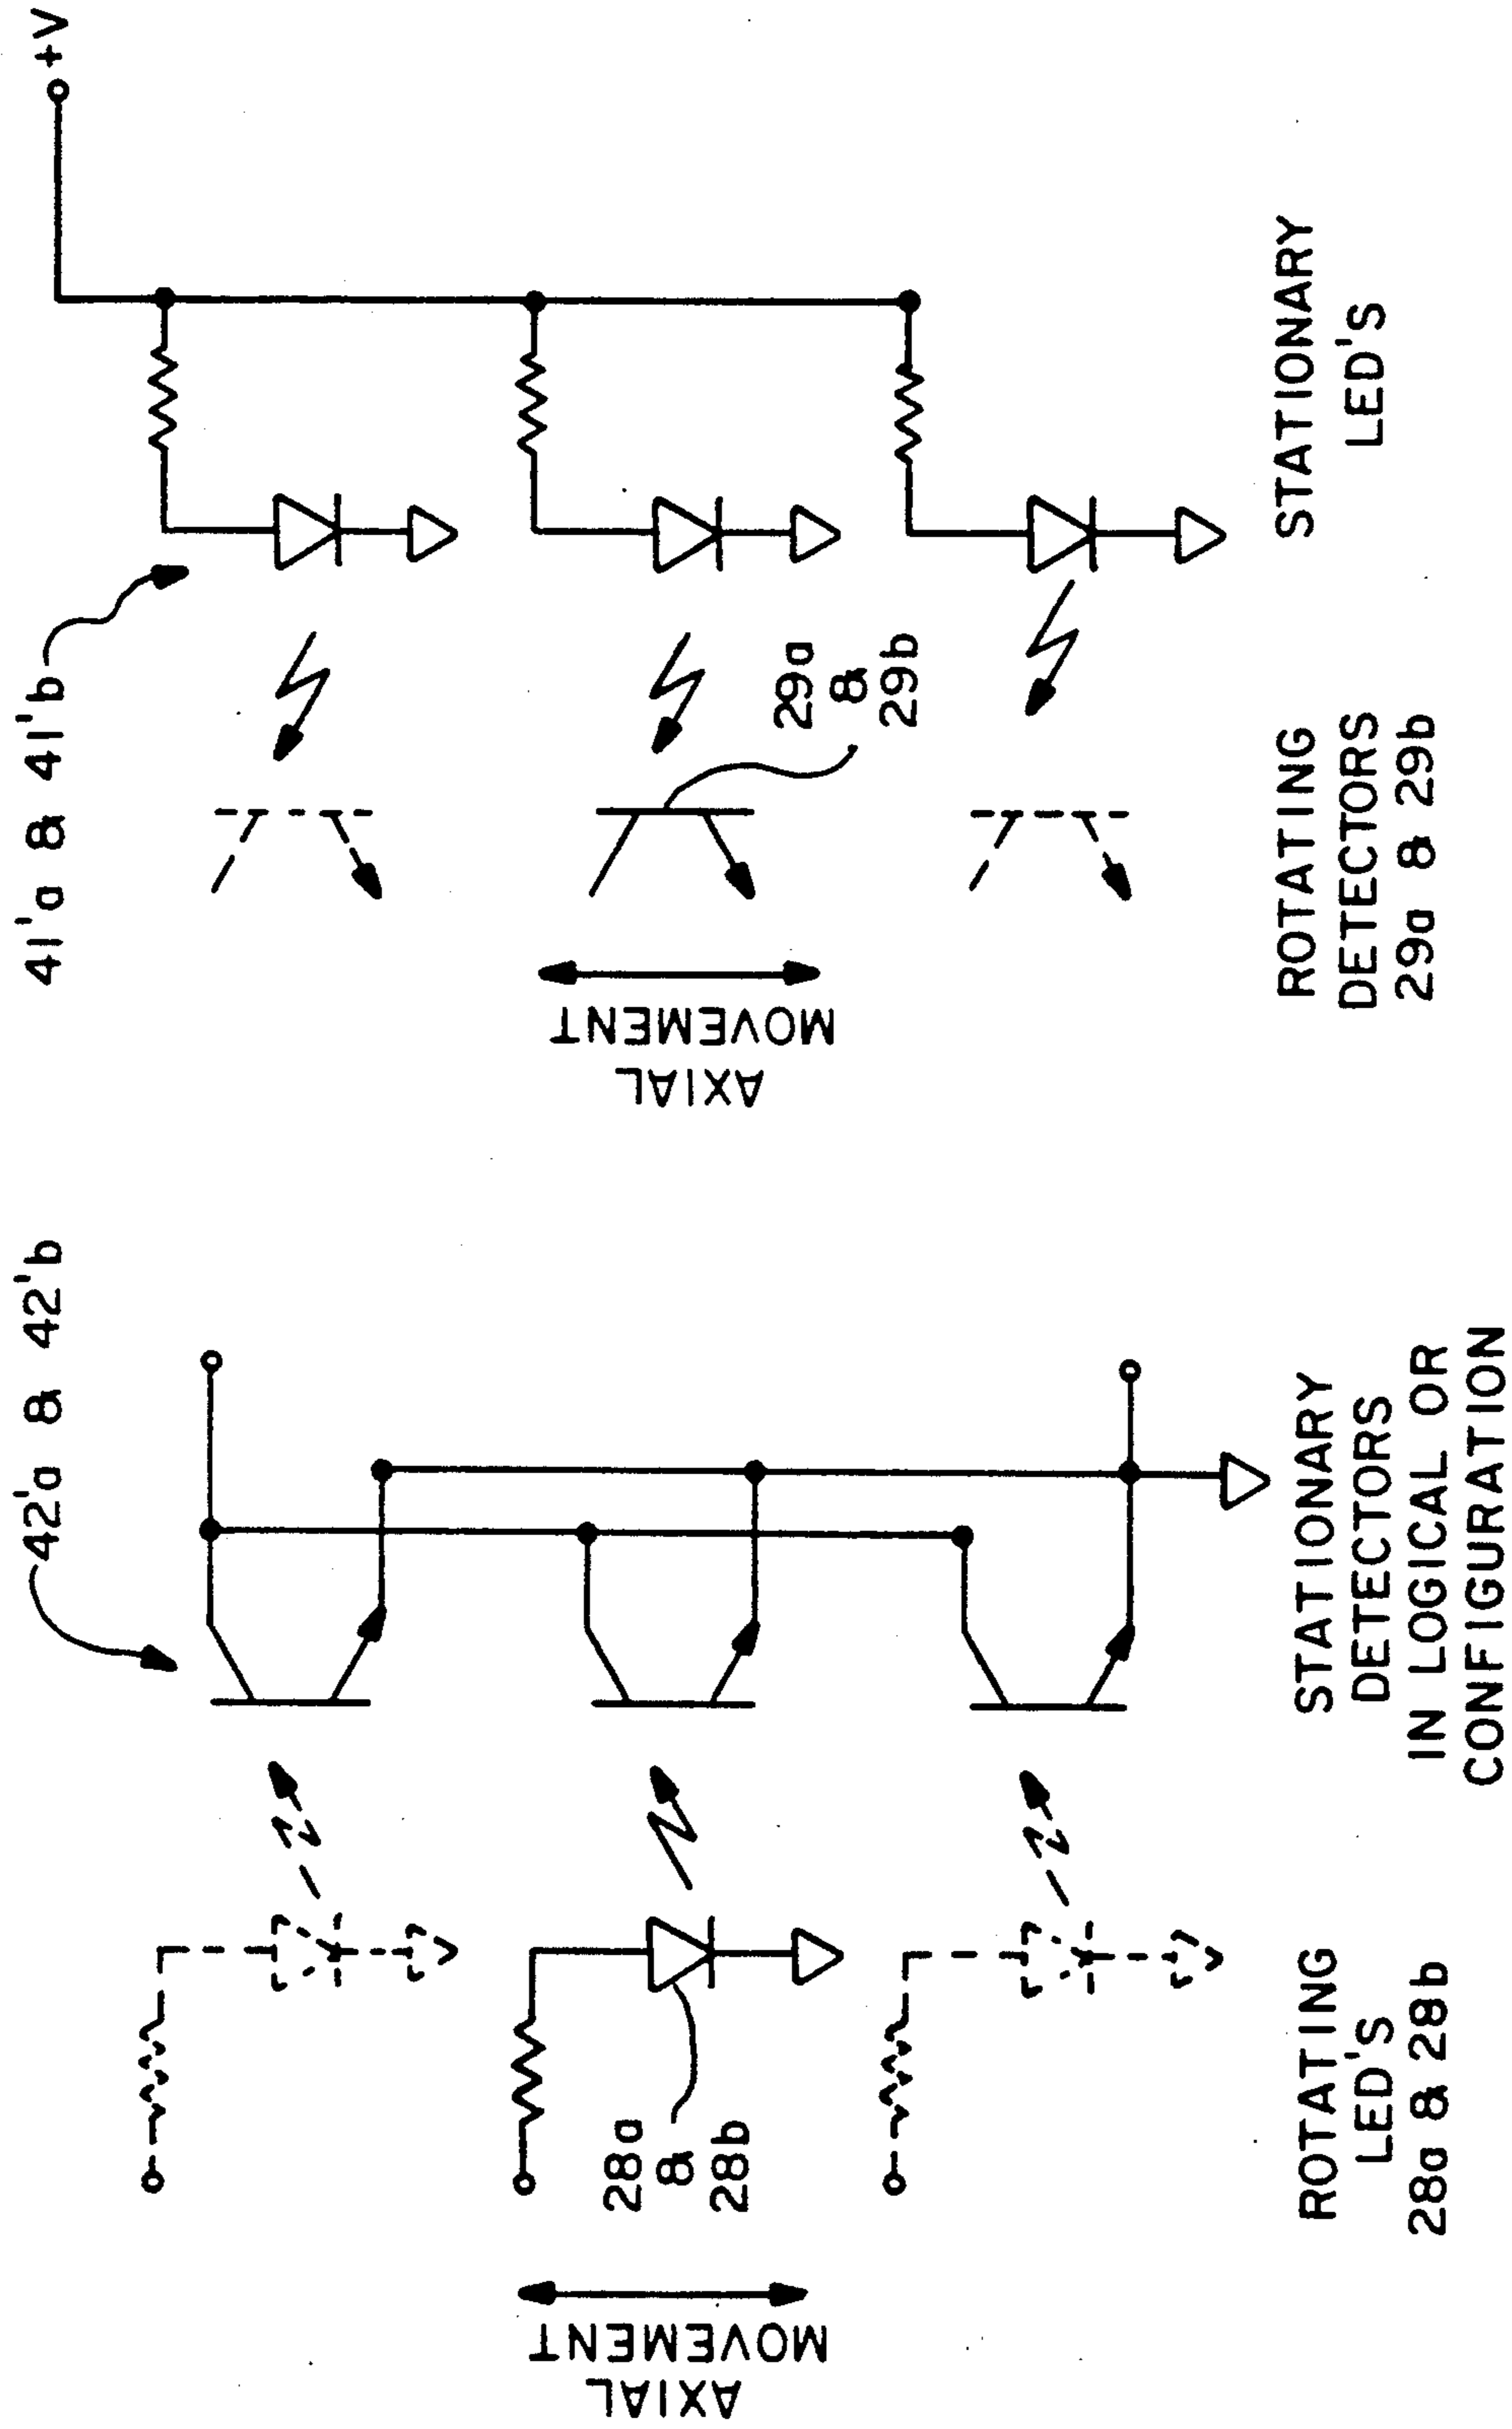 42'a & 42'b
41'a & 41'b
+V
AXIAL
MOVEMENT
28a
&
28b
AXIAL
MOVEMENT
29a
&
29b
ROTATING
LED'S
28a & 28b
STATIONARY
DETECTORS
IN LOGICAL OR
CONFIGURATION
ROTATING
DETECTORS
29a & 29b
STATIONARY
LED'S